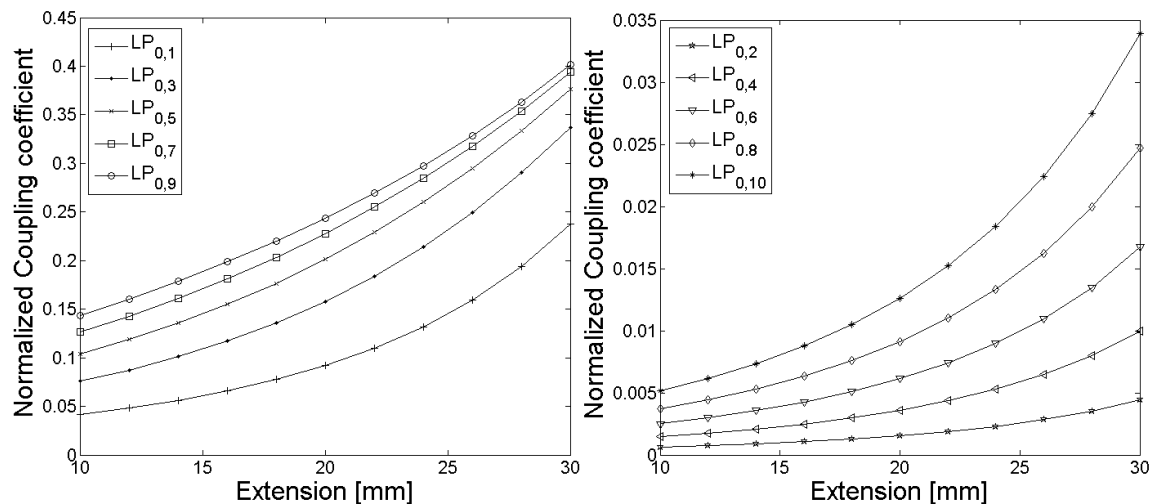 0.45
0.4
0.35
0.3
0.25
0.2
0.15
0.1
0.05
0
10
15
20
25
30
Normalized Coupling coefficient
Extension [mm]
LP0,1
LP0,3
LP0,5
LP0,7
LP0,9
0.035
0.03
0.025
0.02
0.015
0.01
0.005
0
10
15
20
25
30
Normalized Coupling coefficient
Extension [mm]
LP0,2
LP0,4
LP0,6
LP0.8
LP0,10